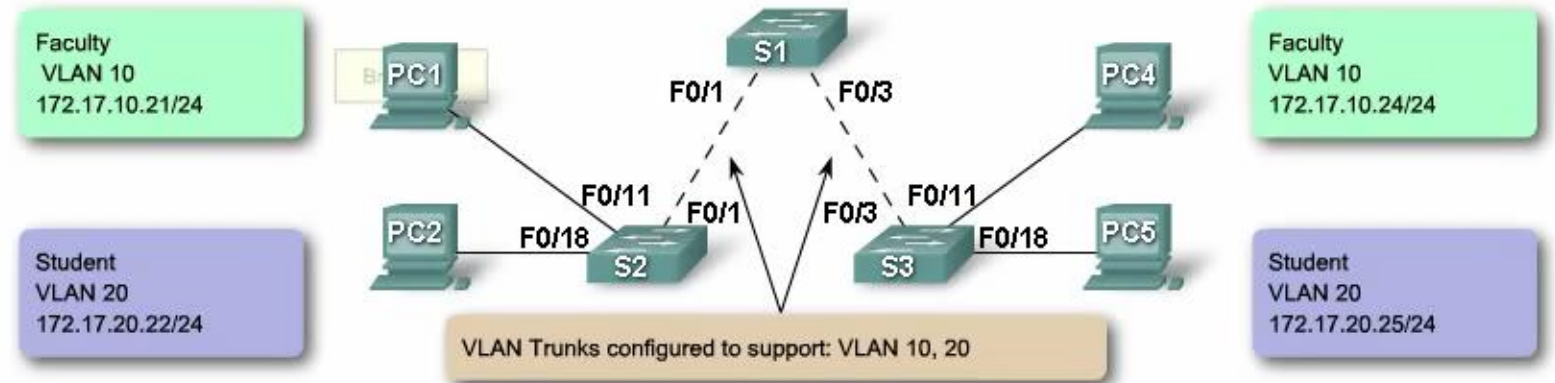 Faculty
VLAN 10
172.17.10.21/24
PC1
S1
PC4
Faculty
VLAN 10
172.17.10.24/24
F0/1
F0/3
F0/11
F0/1
F0/3
F0/11
Student
VLAN 20
172.17.20.22/24
PC2
F0/18
S2
S3
F0/18
PC5
Student
VLAN 20
172.17.20.25/24
VLAN Trunks configured to support: VLAN 10, 20